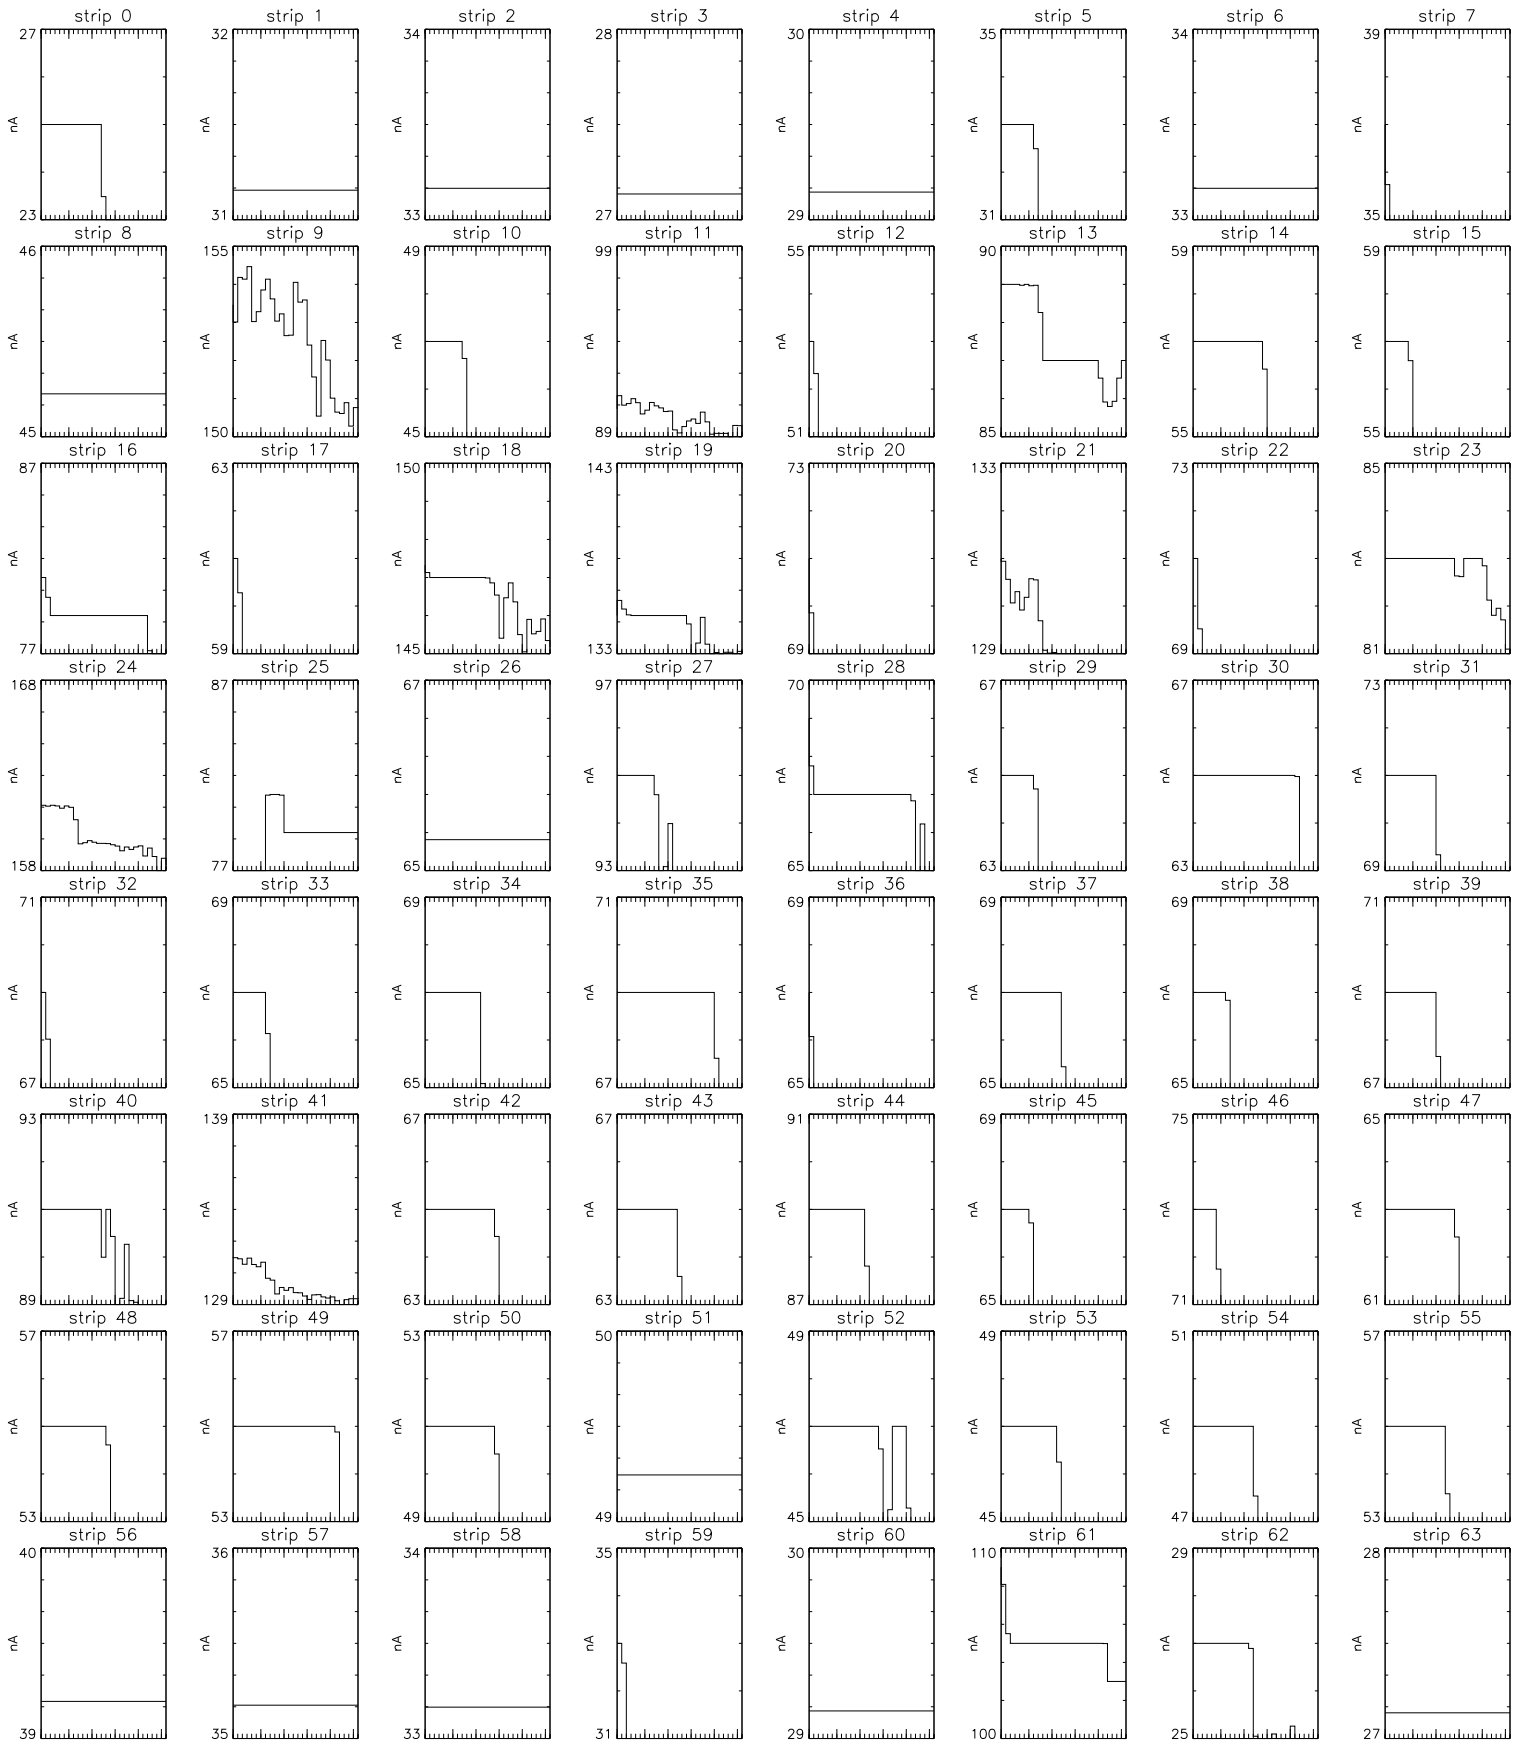 strip 0 strip 1 strip 2 strip 3 strip 4 strip 5 strip 6 strip 7
27 32 34 28 30 35 34 39
nA nA nA nA nA nA nA nA
23 31 33 27 29 31 33 35
strip 8 strip 9 strip 10 strip 11 strip 12 strip 13 strip 14 strip 15
46 155 49 99 55 90 59 59
nA nA nA nA nA nA nA nA
45 150 45 89 51 85 55 55
strip 16 strip 17 strip 18 strip 19 strip 20 strip 21 strip 22 strip 23
87 63 150 143 73 133 73 85
nA nA nA nA nA nA nA nA
77 59 145 133 69 129 69 81
strip 24 strip 25 strip 26 strip 27 strip 28 strip 29 strip 30 strip 31
168 87 67 97 70 67 67 73
nA nA nA nA nA nA nA nA
158 77 65 93 65 63 63 69
strip 32 strip 33 strip 34 strip 35 strip 36 strip 37 strip 38 strip 39
71 69 69 71 69 69 69 71
nA nA nA nA nA nA nA nA
67 65 65 67 65 65 65 67
strip 40 strip 41 strip 42 strip 43 strip 44 strip 45 strip 46 strip 47
93 139 67 67 91 69 75 65
nA nA nA nA nA nA nA nA
89 129 63 63 87 65 71 61
strip 48 strip 49 strip 50 strip 51 strip 52 strip 53 strip 54 strip 55
57 57 53 50 49 49 51 57
nA nA nA nA nA nA nA nA
53 53 49 49 45 45 47 53
strip 56 strip 57 strip 58 strip 59 strip 60 strip 61 strip 62 strip 63
40 36 34 35 30 110 29 28
nA nA nA nA nA nA nA nA
39 35 33 31 29 100 25 27